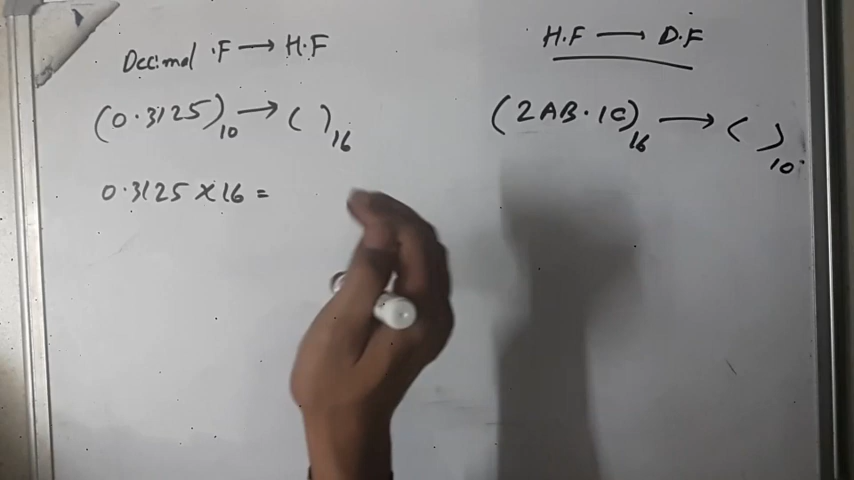 Decimal .F → H.F
(0.3125)10 → ( )16
0.3125 × 16 =
H.F → D.F
(2AB.1C)16 → ( )10